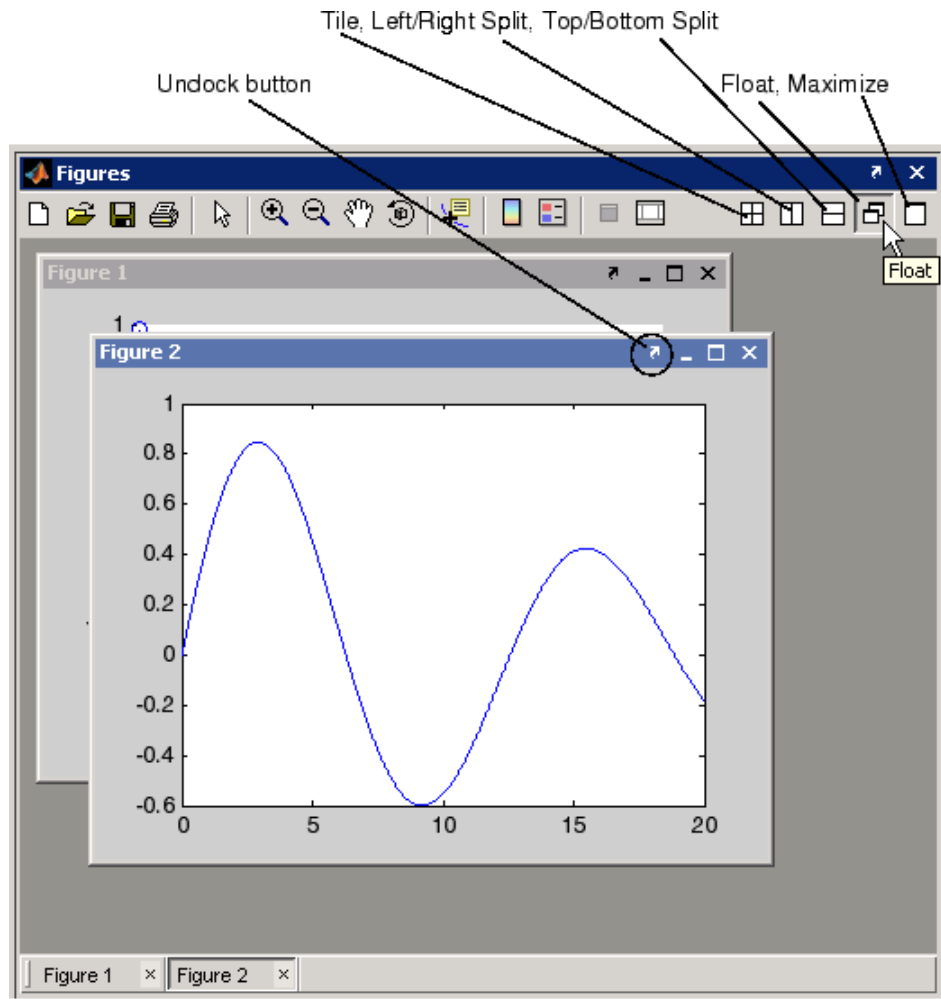 Tile, Left/Right Split, Top/Bottom Split
Undock button
Float, Maximize
Figures
Float
Figure 1
1
Figure 2
1
0.8
0.6
0.4
0.2
0
-0.2
-0.4
-0.6
0 5 10 15 20
Figure 1 Figure 2